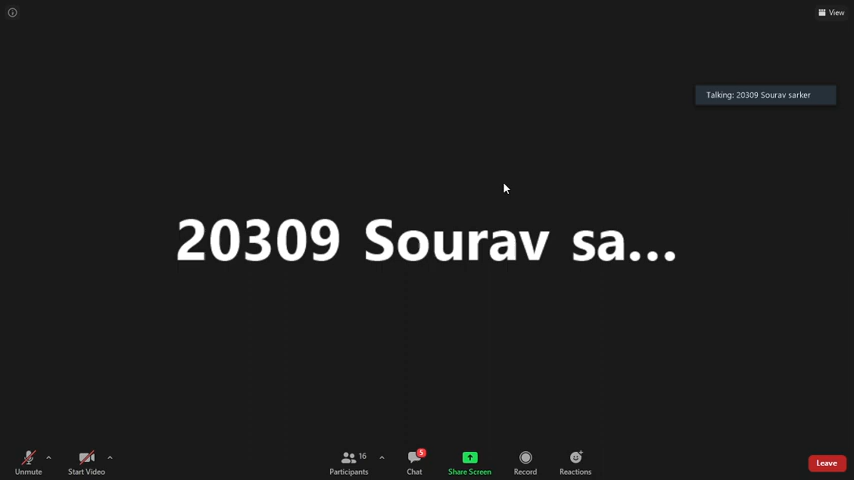 View
Talking: 20309 Sourav sarker
20309 Sourav sa...
16
5
Unmute
Start Video
Participants
Chat
Share Screen
Record
Reactions
Leave